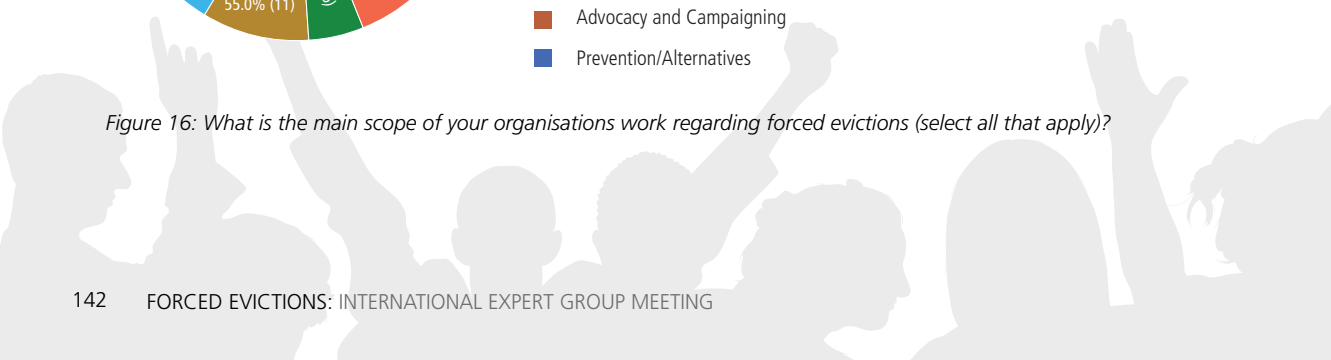 55.0% (11)
Advocacy and Campaigning
Prevention/Alternatives
Figure 16: What is the main scope of your organisations work regarding forced evictions (select all that apply)?
142 FORCED EVICTIONS: INTERNATIONAL EXPERT GROUP MEETING